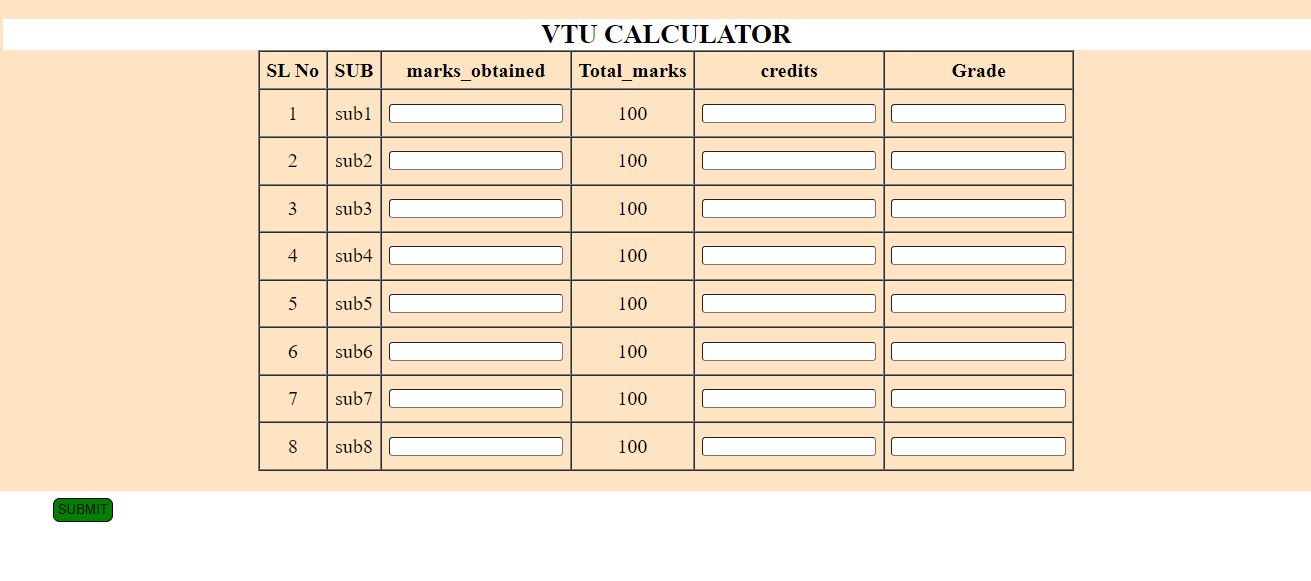 VTU CALCULATOR
SL No SUB marks_obtained Total_marks credits Grade
1 sub1 100
2 sub2 100
3 sub3 100
4 sub4 100
5 sub5 100
6 sub6 100
7 sub7 100
8 sub8 100
SUBMIT